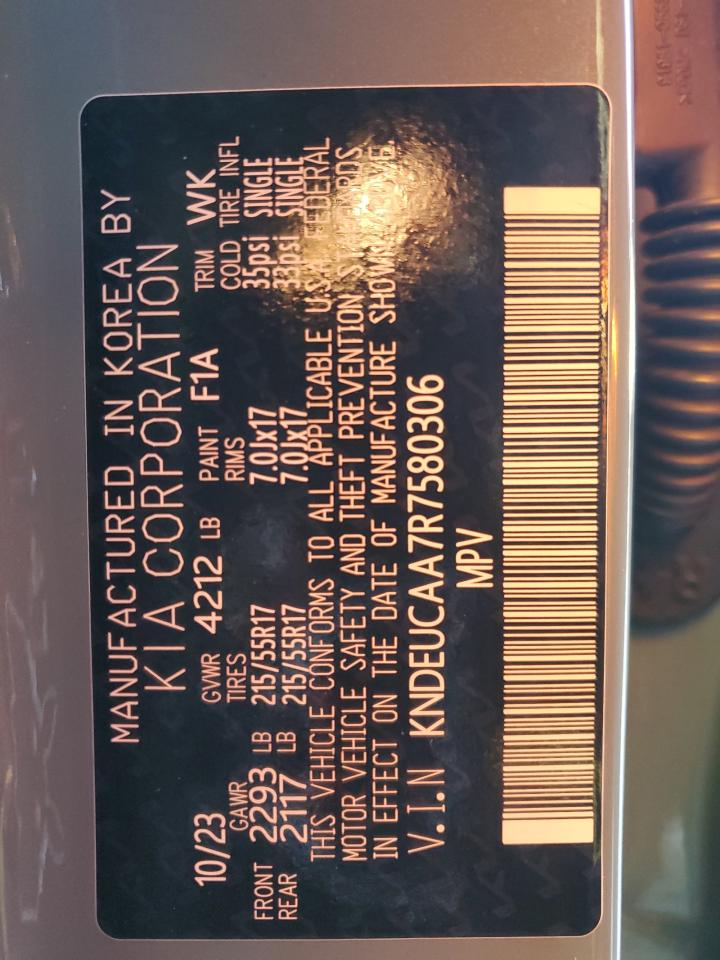 MANUFACTURED IN KOREA BY
KIA CORPORATION
10/23 GVWR 4212 LB PAINT F1A TRIM WK
GAWR TIRES RIMS COLD TIRE INFL
FRONT 2293 LB 215/55R17 7.0Jx17 35psi SINGLE
REAR 2117 LB 215/55R17 7.0Jx17 33psi SINGLE
THIS VEHICLE CONFORMS TO ALL APPLICABLE U.S.A FEDERAL
MOTOR VEHICLE SAFETY AND THEFT PREVENTION STANDARDS
IN EFFECT ON THE DATE OF MANUFACTURE SHOWN ABOVE.
V.I.N KNDEUCAA7R7580306
MPV